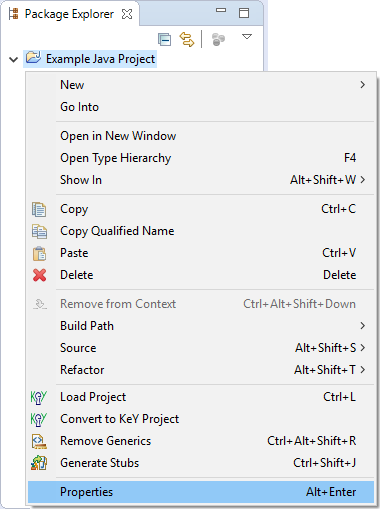 Package Explorer
Example Java Project
New
Go Into
Open in New Window
Open Type Hierarchy F4
Show In Alt+Shift+W
Copy Ctrl+C
Copy Qualified Name
Paste Ctrl+V
Delete Delete
Remove from Context Ctrl+Alt+Shift+Down
Build Path
Source Alt+Shift+S
Refactor Alt+Shift+T
KeY Load Project Ctrl+L
KeY Convert to KeY Project
Remove Generics Ctrl+Alt+Shift+R
Generate Stubs Ctrl+Shift+J
Properties Alt+Enter